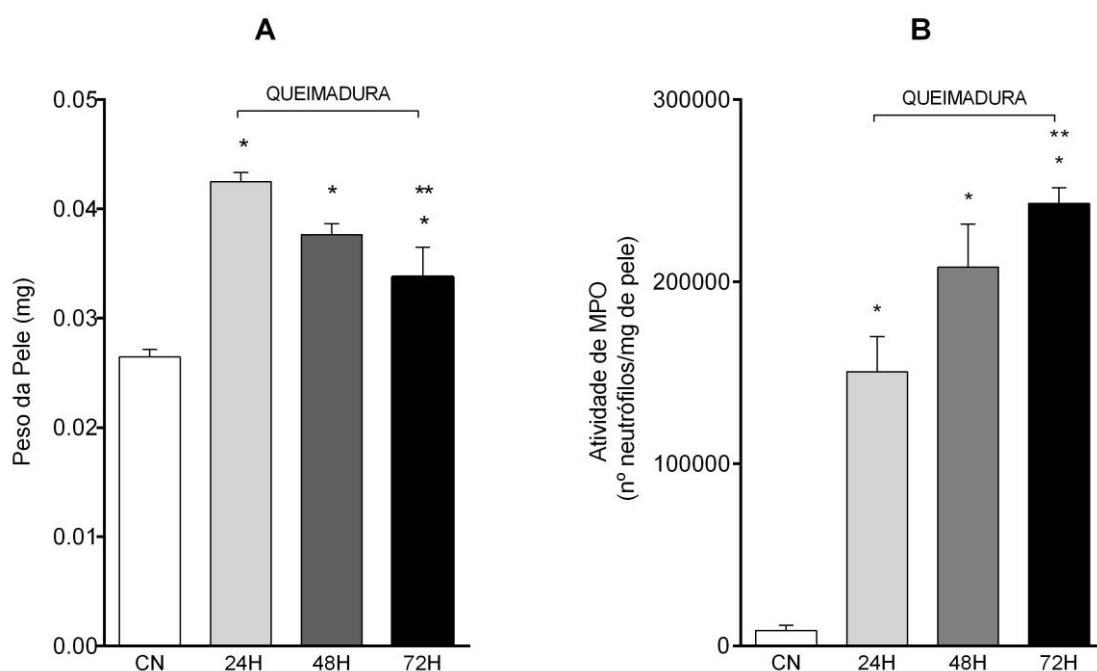 A
QUEIMADURA
*
*
**
*
0.05
0.04
0.03
0.02
0.01
0.00
Peso da Pele (mg)
CN 24H 48H 72H
B
QUEIMADURA
*
*
**
*
300000
200000
100000
0
Atividade de MPO
(nº neutrófilos/mg de pele)
CN 24H 48H 72H